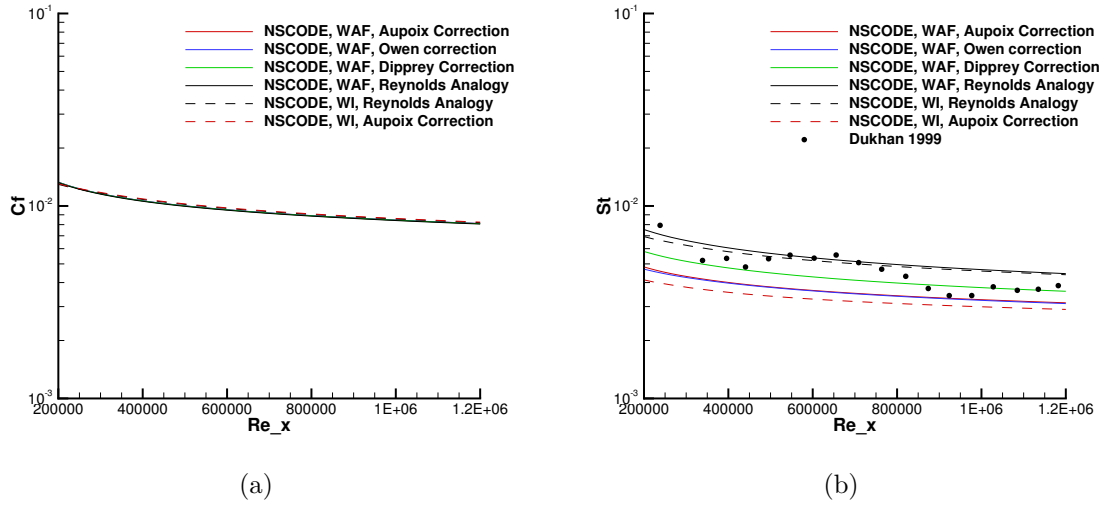 10^-1
NSCODE, WAF, Aupoix Correction
NSCODE, WAF, Owen correction
NSCODE, WAF, Dipprey Correction
NSCODE, WAF, Reynolds Analogy
NSCODE, WI, Reynolds Analogy
NSCODE, WI, Aupoix Correction
Cf
10^-2
10^-3
200000 400000 600000 800000 1E+06 1.2E+06
Re_x
(a)
10^-1
NSCODE, WAF, Aupoix Correction
NSCODE, WAF, Owen correction
NSCODE, WAF, Dipprey Correction
NSCODE, WAF, Reynolds Analogy
NSCODE, WI, Reynolds Analogy
NSCODE, WI, Aupoix Correction
Dukhan 1999
St
10^-2
10^-3
200000 400000 600000 800000 1E+06 1.2E+06
Re_x
(b)